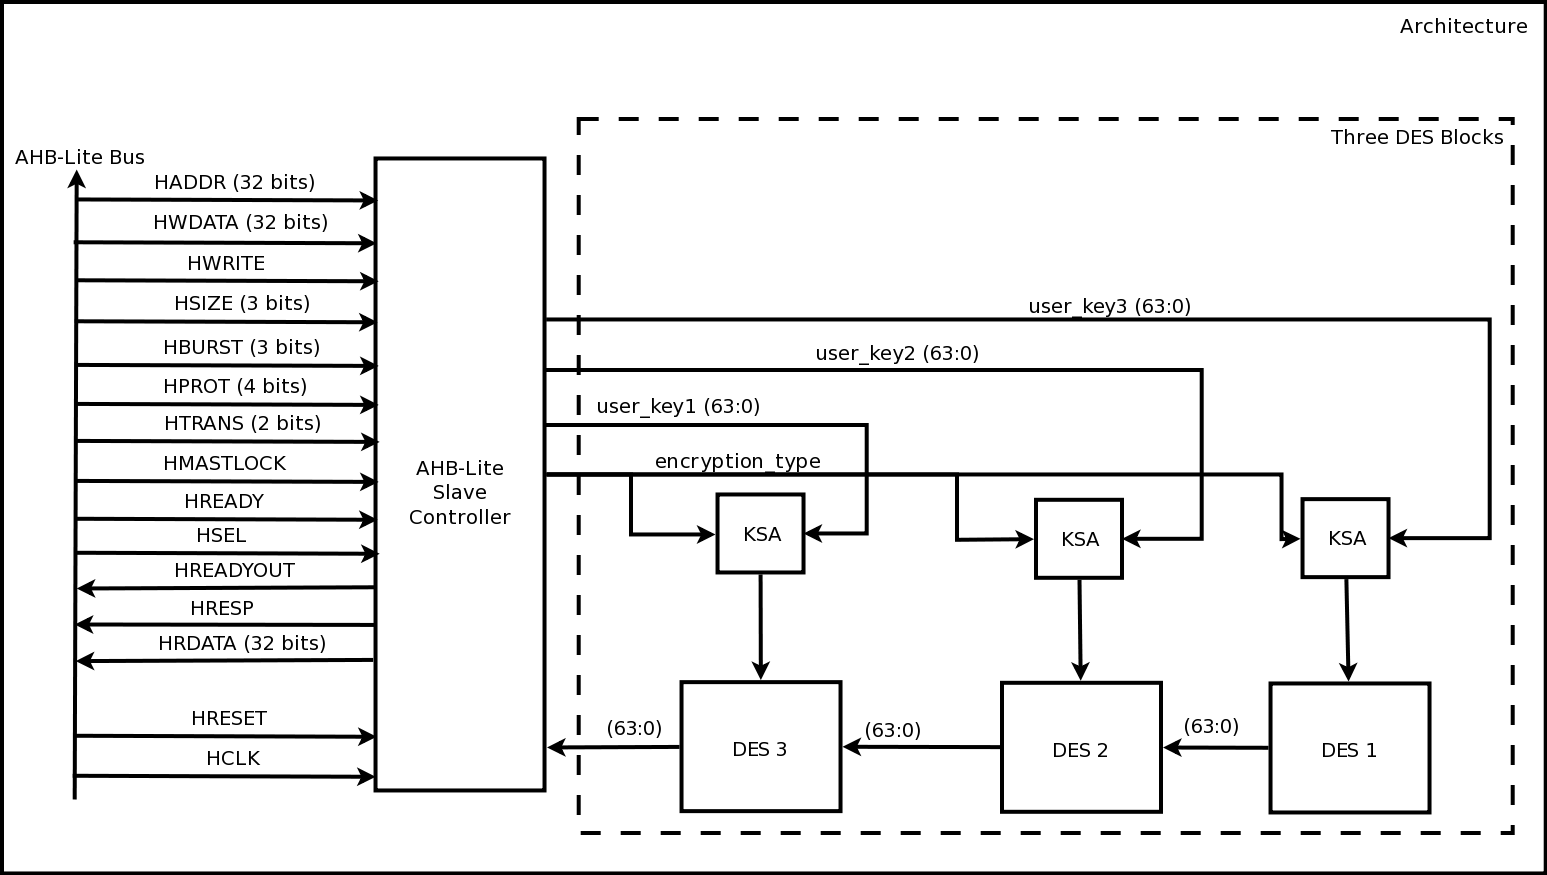 Architecture
Three DES Blocks
AHB-Lite Bus
HADDR (32 bits)
HWDATA (32 bits)
HWRITE
HSIZE (3 bits)
HBURST (3 bits)
HPROT (4 bits)
HTRANS (2 bits)
HMASTLOCK
HREADY
HSEL
HREADYOUT
HRESP
HRDATA (32 bits)
HRESET
HCLK
AHB-Lite
Slave
Controller
user_key3 (63:0)
user_key2 (63:0)
user_key1 (63:0)
encryption_type
KSA
KSA
KSA
(63:0)
(63:0)
(63:0)
DES 3
DES 2
DES 1